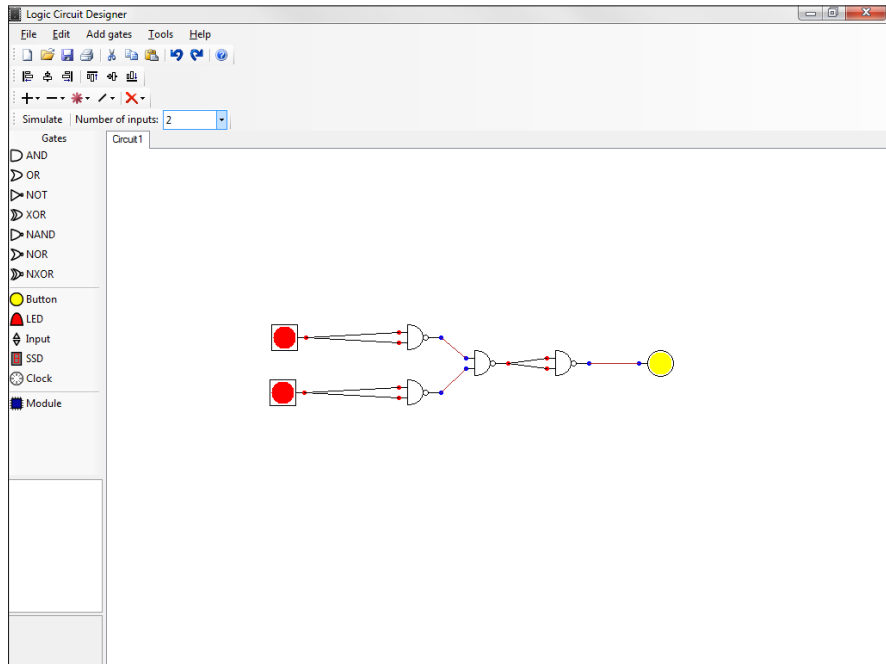 Logic Circuit Designer
File Edit Add gates Tools Help
Simulate Number of inputs: 2
Gates
Circuit1
AND
OR
NOT
XOR
NAND
NOR
NXOR
Button
LED
Input
SSD
Clock
Module